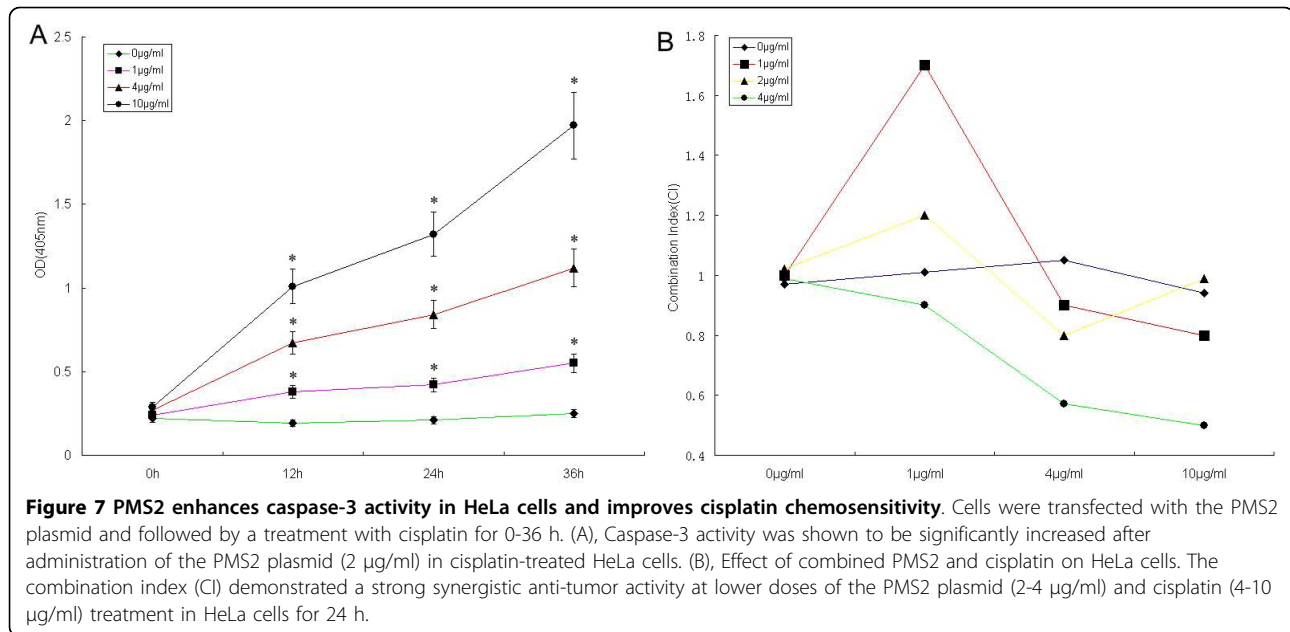 A
2.5
2
1.5
1
0.5
0
OD(405nm)
0μg/ml
1μg/ml
4μg/ml
10μg/ml
* * *
* * *
* * *
0h 12h 24h 36h
B
1.8
1.6
1.4
1.2
1
0.8
0.6
0.4
Combination Index(CI)
0μg/ml
1μg/ml
2μg/ml
4μg/ml
0μg/ml 1μg/ml 4μg/ml 10μg/ml
Figure 7 PMS2 enhances caspase-3 activity in HeLa cells and improves cisplatin chemosensitivity. Cells were transfected with the PMS2
plasmid and followed by a treatment with cisplatin for 0-36 h. (A), Caspase-3 activity was shown to be significantly increased after
administration of the PMS2 plasmid (2 μg/ml) in cisplatin-treated HeLa cells. (B), Effect of combined PMS2 and cisplatin on HeLa cells. The
combination index (CI) demonstrated a strong synergistic anti-tumor activity at lower doses of the PMS2 plasmid (2-4 μg/ml) and cisplatin (4-10
μg/ml) treatment in HeLa cells for 24 h.